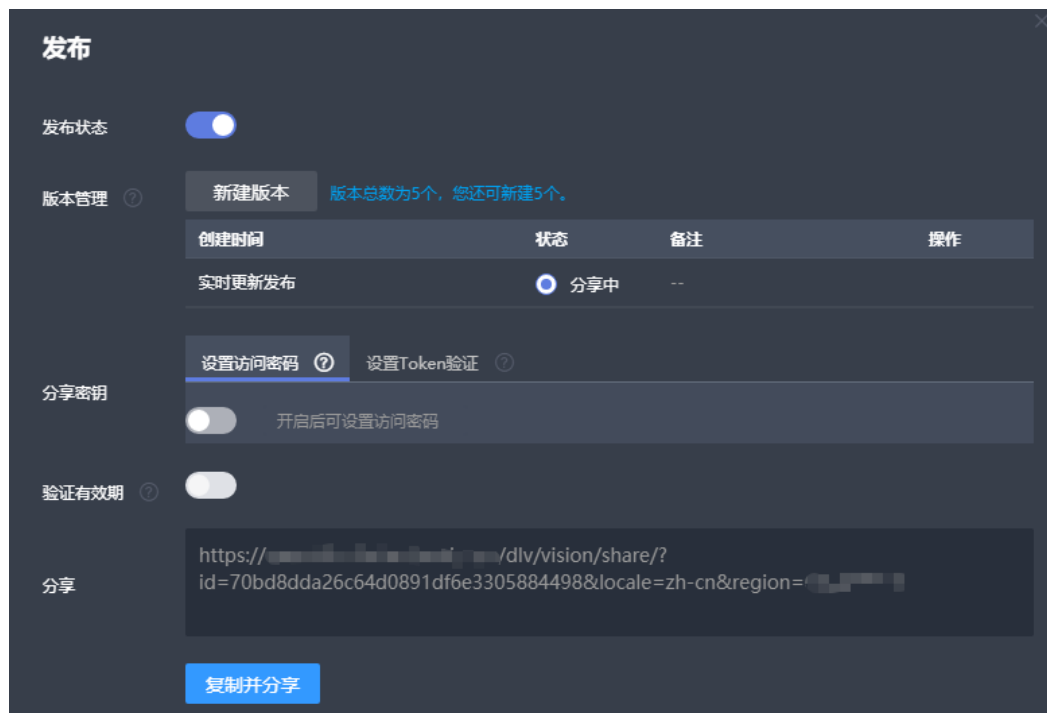 发布
发布状态
版本管理 ? 新建版本 版本总数为5个，您还可新建5个。
创建时间 状态 备注 操作
实时更新发布 分享中 --
设置访问密码 ? 设置Token验证 ?
分享密钥
开启后可设置访问密码
验证有效期 ?
https:// /dlv/vision/share/?
id=70bd8dda26c64d0891df6e3305884498&locale=zh-cn&region=
分享
复制并分享